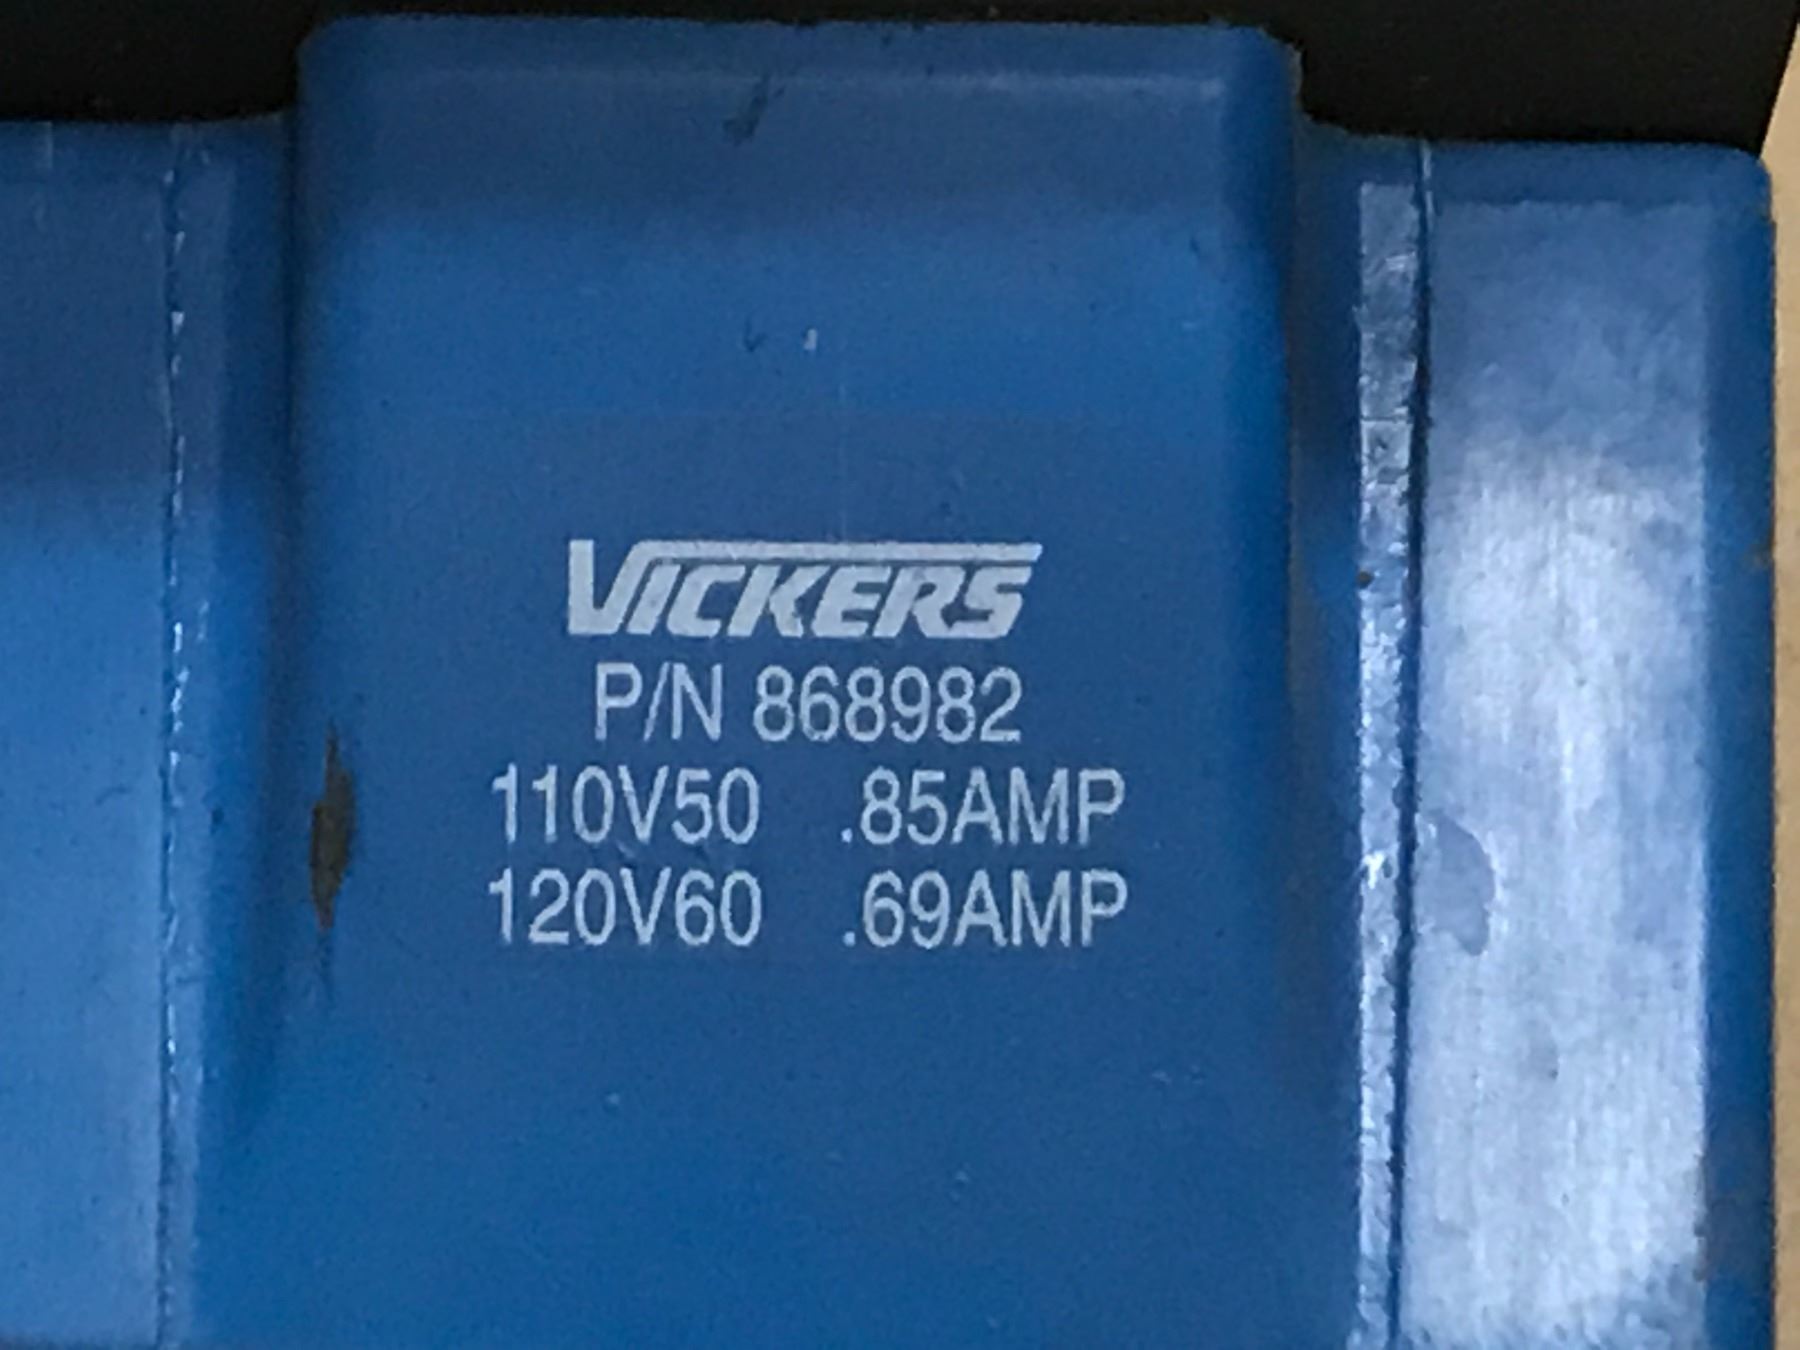 VICKERS
P/N 868982
110V50 .85AMP
120V60 .69AMP